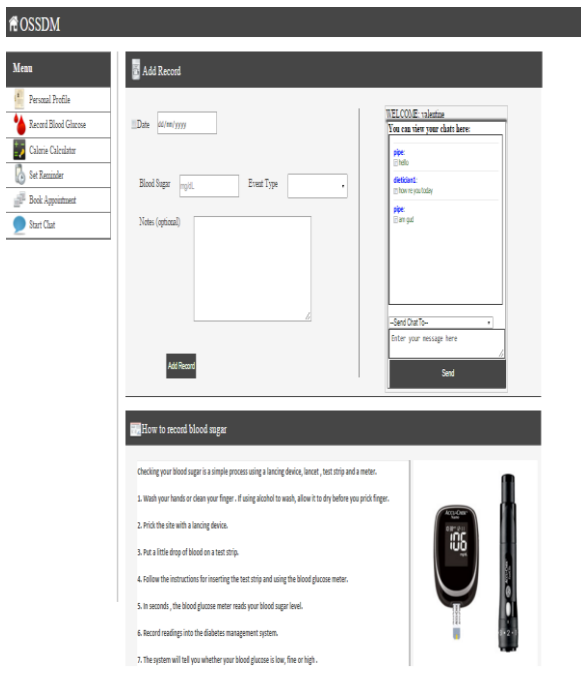 OSSDM
Menu
Personal Profile
Record Blood Glucose
Calorie Calculator
Set Reminder
Book Appointment
Start Chat
Add Record
Date dd/mm/yyyy
Blood Sugar mg/dL Event Type
Notes (optional)
Add Record
WELCOME: valentine
You can view your chats here:
pipe:
hello
dietician1:
how re you today
pipe:
am gud
--Send Chat To--
Enter your message here
Send
How to record blood sugar
Checking your blood sugar is a simple process using a lancing device, lancet , test strip and a meter.
1. Wash your hands or clean your finger . If using alcohol to wash, allow it to dry before you prick finger.
2. Prick the site with a lancing device.
3. Put a little drop of blood on a test strip.
4. Follow the instructions for inserting the test strip and using the blood glucose meter.
5. In seconds , the blood glucose meter reads your blood sugar level.
6. Record readings into the diabetes management system.
7. The system will tell you whether your blood glucose is low, fine or high .
ACCU-CHEK
106